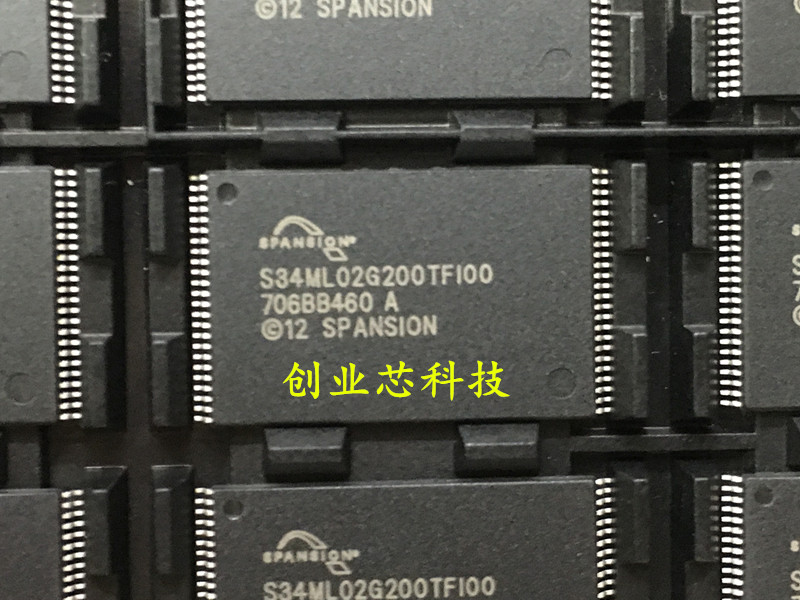 ©12 SPANSION
SPANSION®
S34ML02G200TFI00
706BB460 A
©12 SPANSION
创业芯科技
SPANSION
S34ML02G200TFI00